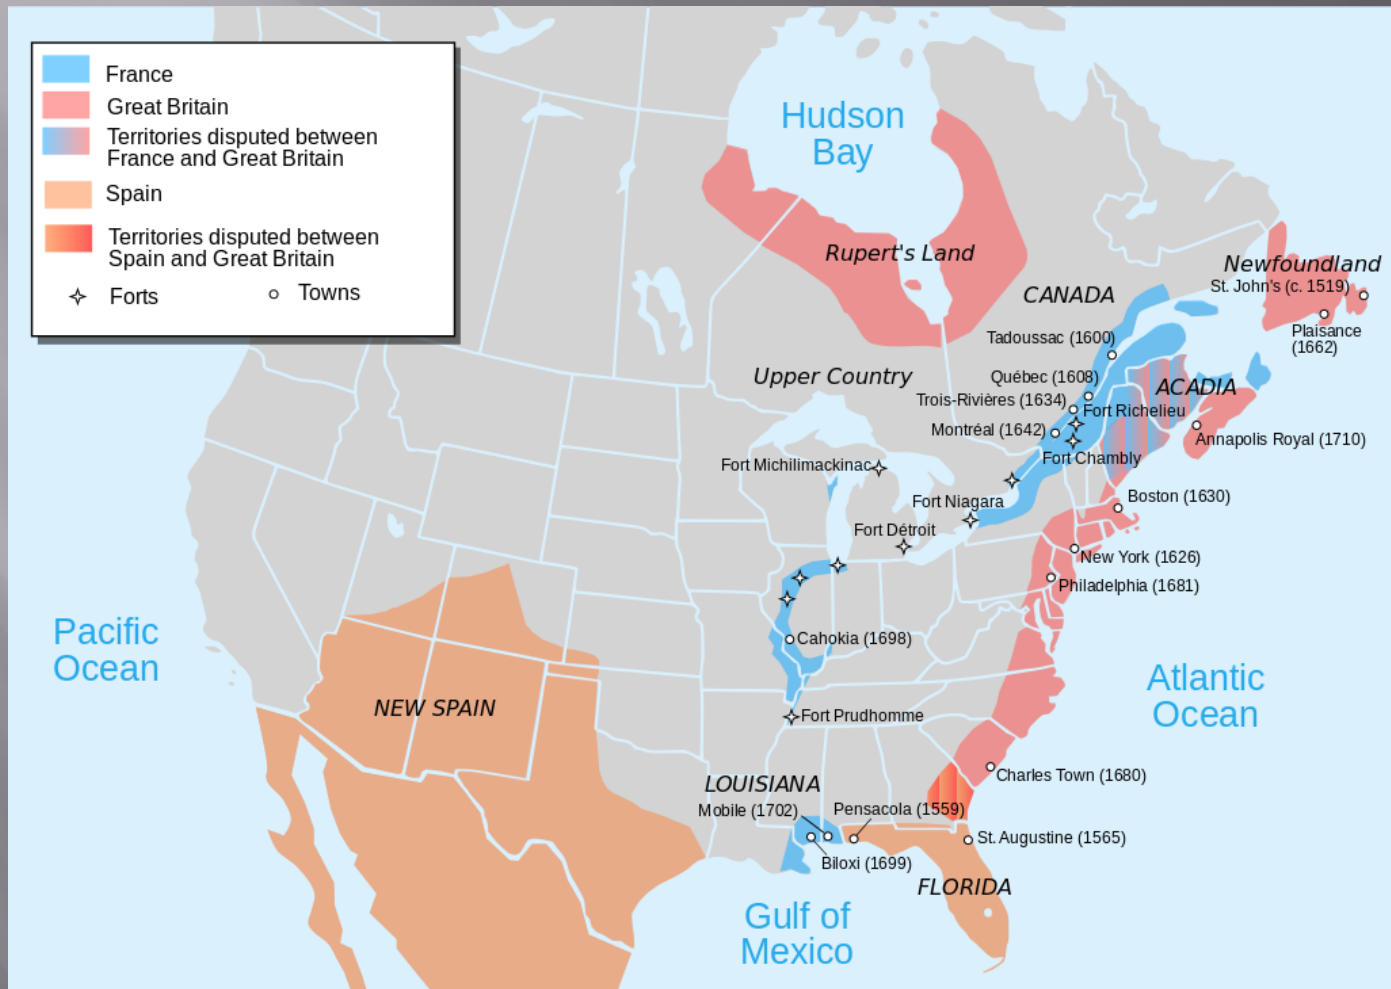 France
Great Britain
Territories disputed between
France and Great Britain
Spain
Territories disputed between
Spain and Great Britain
Forts
Towns
Hudson
Bay
Rupert's Land
Newfoundland
St. John's (c. 1519)
Plaisance
(1662)
CANADA
Tadoussac (1600)
Upper Country
Québec (1608)
ACADIA
Trois-Rivières (1634)
Fort Richelieu
Montréal (1642)
Annapolis Royal (1710)
Fort Chambly
Fort Michilimackinac
Fort Niagara
Boston (1630)
Fort Détroit
New York (1626)
Philadelphia (1681)
Pacific
Ocean
Cahokia (1698)
Atlantic
Ocean
NEW SPAIN
Fort Prudhomme
Charles Town (1680)
LOUISIANA
Mobile (1702)
Pensacola (1559)
St. Augustine (1565)
Biloxi (1699)
FLORIDA
Gulf of
Mexico